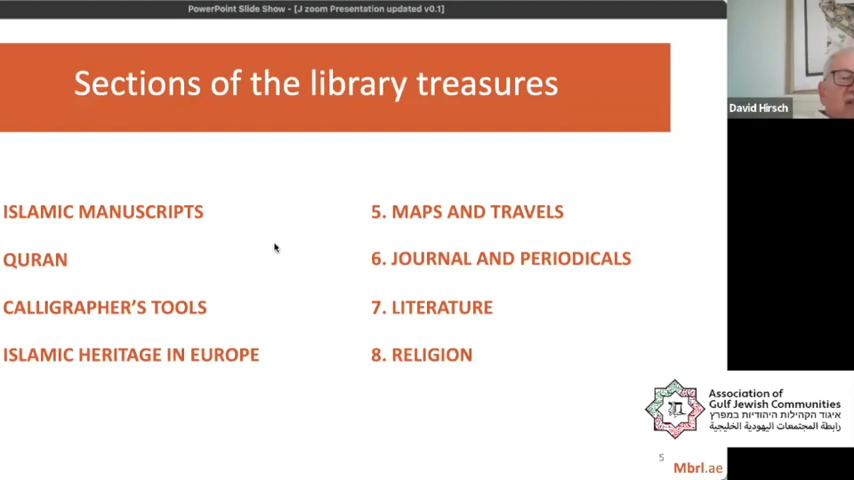 PowerPoint Slide Show - [J zoom Presentation updated v0.1]
Sections of the library treasures
David Hirsch
ISLAMIC MANUSCRIPTS
QURAN
CALLIGRAPHER'S TOOLS
ISLAMIC HERITAGE IN EUROPE
5. MAPS AND TRAVELS
6. JOURNAL AND PERIODICALS
7. LITERATURE
8. RELIGION
Association of
Gulf Jewish Communities
איגוד הקהילות היהודיות במפרץ
رابطة المجتمعات اليهودية الخليجية
5
Mbrl.ae